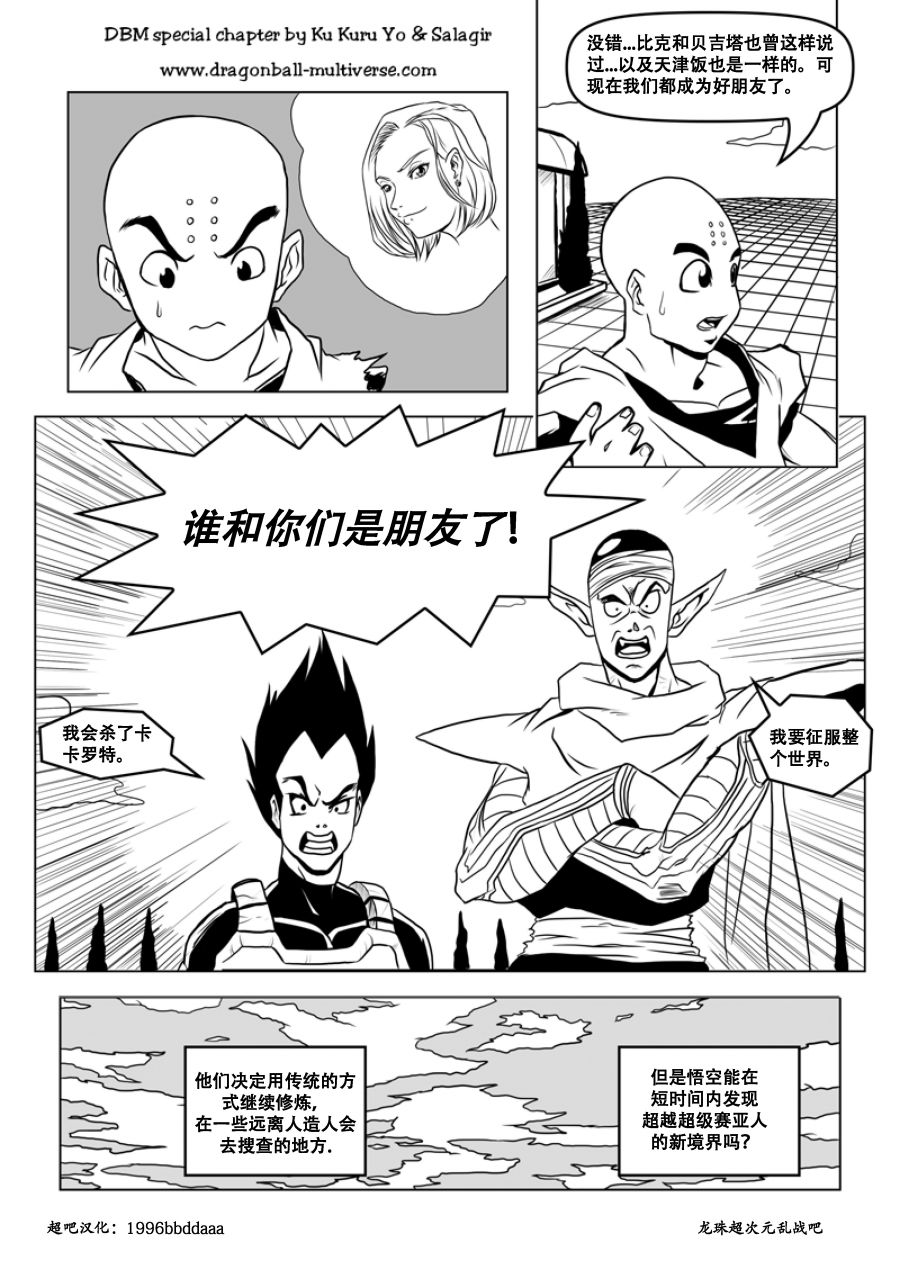 DBM special chapter by Ku Kuru Yo & Salagir
www.dragonball-multiverse.com
没错...比克和贝吉塔也曾这样说
过...以及天津饭也是一样的。可
现在我们都成为好朋友了。
谁和你们是朋友了!
我会杀了卡
卡罗特。
我要征服整
个世界。
他们决定用传统的方
式继续修炼,
在一些远离人造人会
去搜查的地方.
但是悟空能在
短时间内发现
超越超级赛亚人
的新境界吗?
超吧汉化：1996bbddaaa
龙珠超次元乱战吧